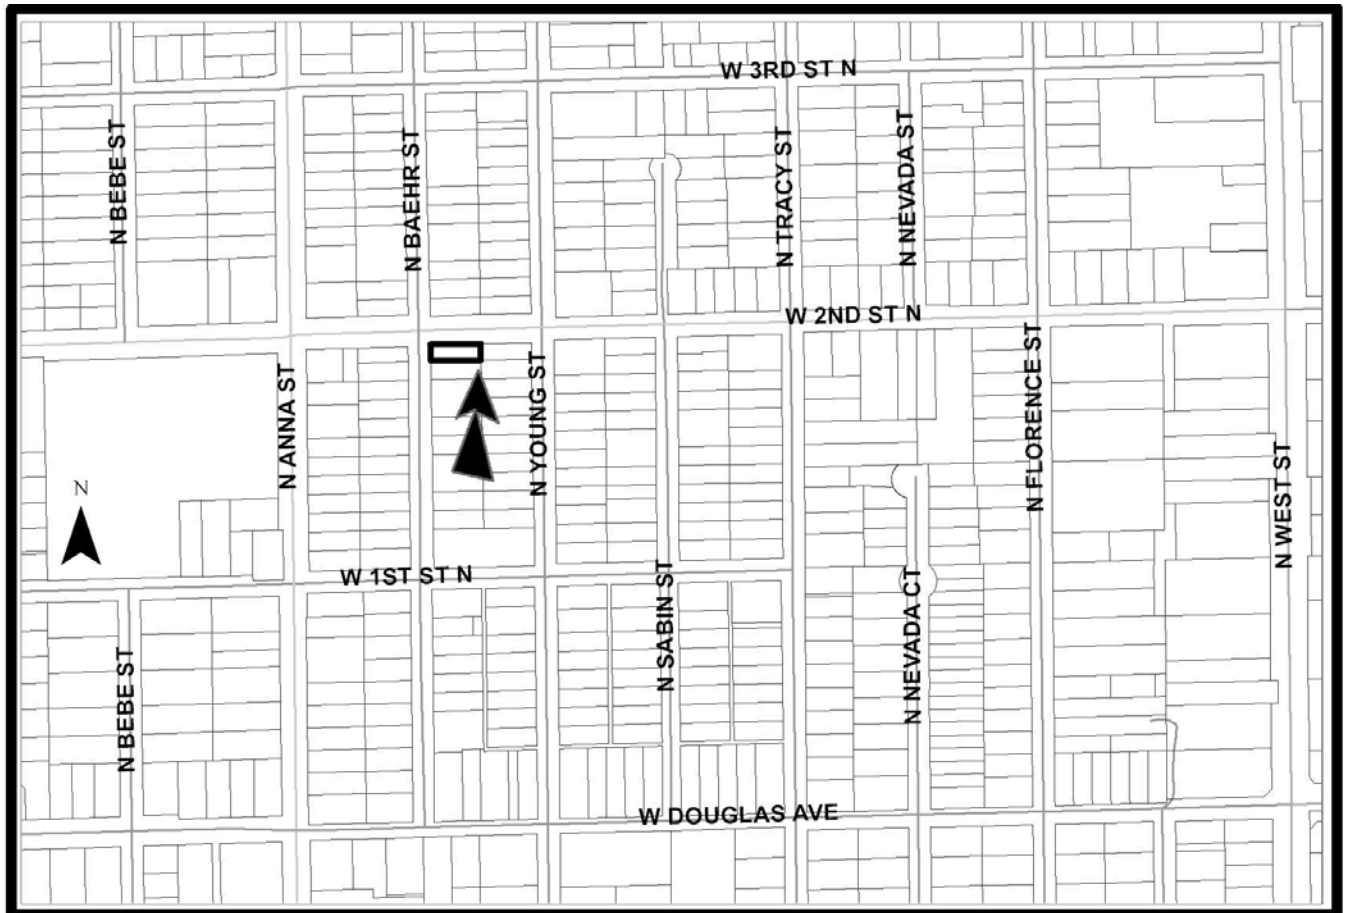 W 3RD ST N
N BEBE ST
N BAEHR ST
N TRACY ST
N NEVADA ST
W 2ND ST N
N ANNA ST
N YOUNG ST
N FLORENCE ST
N WEST ST
N
W 1ST ST N
N SABIN ST
N NEVADA CT
N BEBE ST
W DOUGLAS AVE